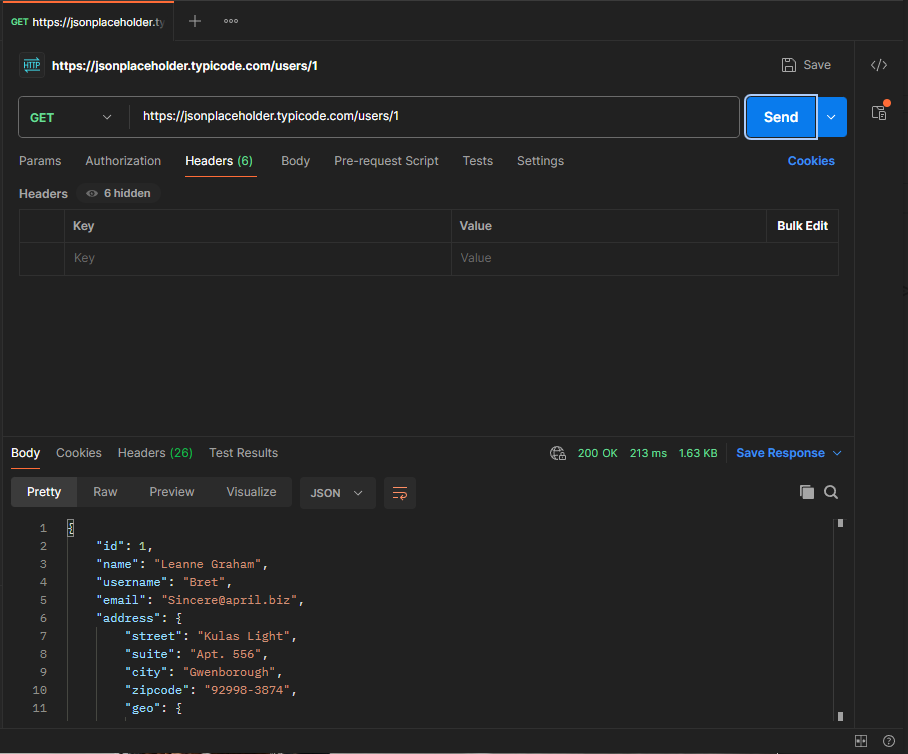 GET https://jsonplaceholder.ty
HTTP https://jsonplaceholder.typicode.com/users/1 Save
GET https://jsonplaceholder.typicode.com/users/1 Send
Params Authorization Headers (6) Body Pre-request Script Tests Settings Cookies
Headers 6 hidden
Key Value Bulk Edit
Key Value
Body Cookies Headers (26) Test Results 200 OK 213 ms 1.63 KB Save Response
Pretty Raw Preview Visualize JSON
1 {
2 "id": 1,
3 "name": "Leanne Graham",
4 "username": "Bret",
5 "email": "Sincere@april.biz",
6 "address": {
7 "street": "Kulas Light",
8 "suite": "Apt. 556",
9 "city": "Gwenborough",
10 "zipcode": "92998-3874",
11 "geo": {